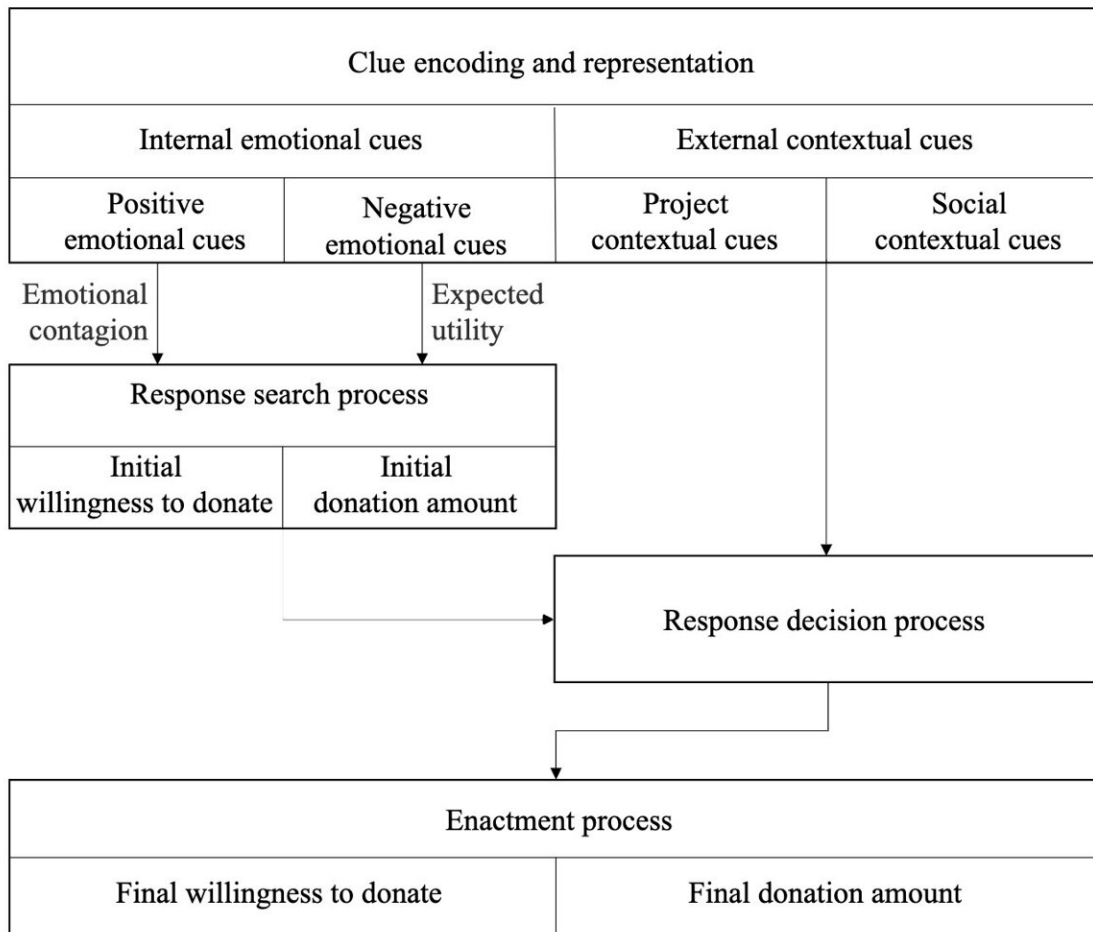 Clue encoding and representation
Internal emotional cues
External contextual cues
Positive
emotional cues
Negative
emotional cues
Project
contextual cues
Social
contextual cues
Emotional
contagion
Expected
utility
Response search process
Initial
willingness to donate
Initial
donation amount
Response decision process
Enactment process
Final willingness to donate
Final donation amount